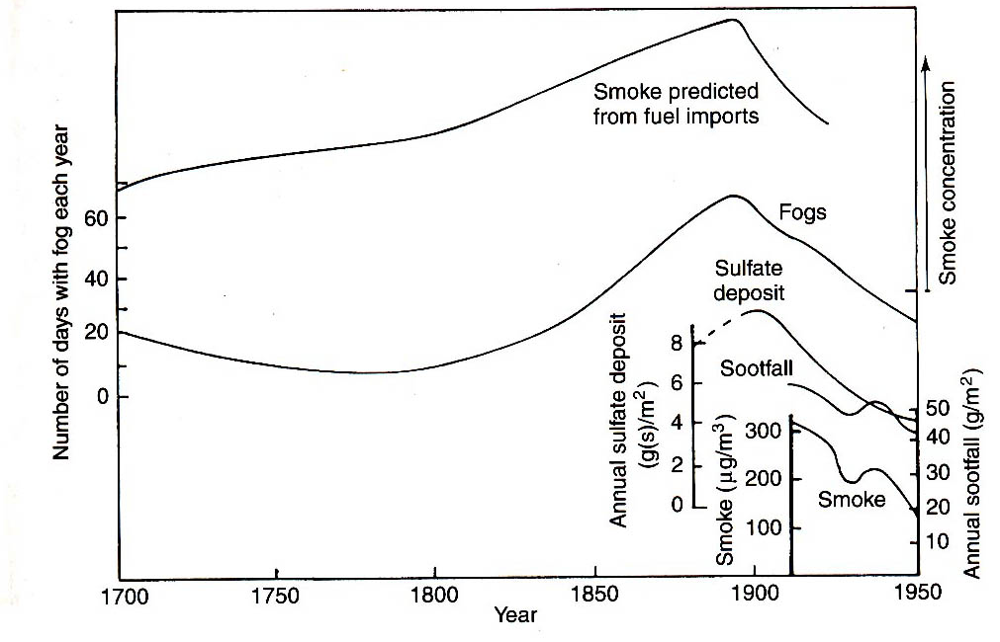 Number of days with fog each year
60
40
20
0
Smoke predicted
from fuel imports
Smoke concentration
Fogs
Sulfate
deposit
Annual sulfate deposit
(g(s)/m²)
8
6
4
2
0
Sootfall
Smoke (μg/m³)
300
200
100
Smoke
50
40
30
20
10
Annual sootfall (g/m²)
1700
1750
1800
1850
1900
1950
Year